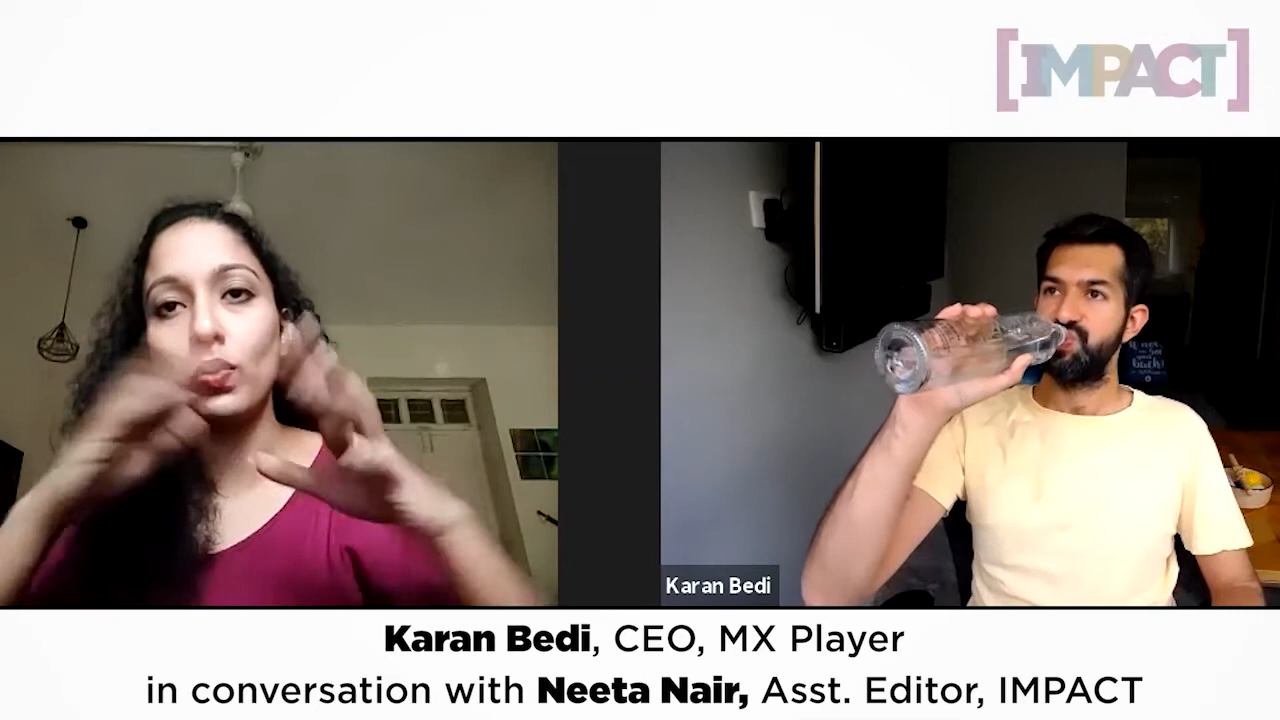 [IMPACT]
Karan Bedi
Karan Bedi, CEO, MX Player
in conversation with Neeta Nair, Asst. Editor, IMPACT